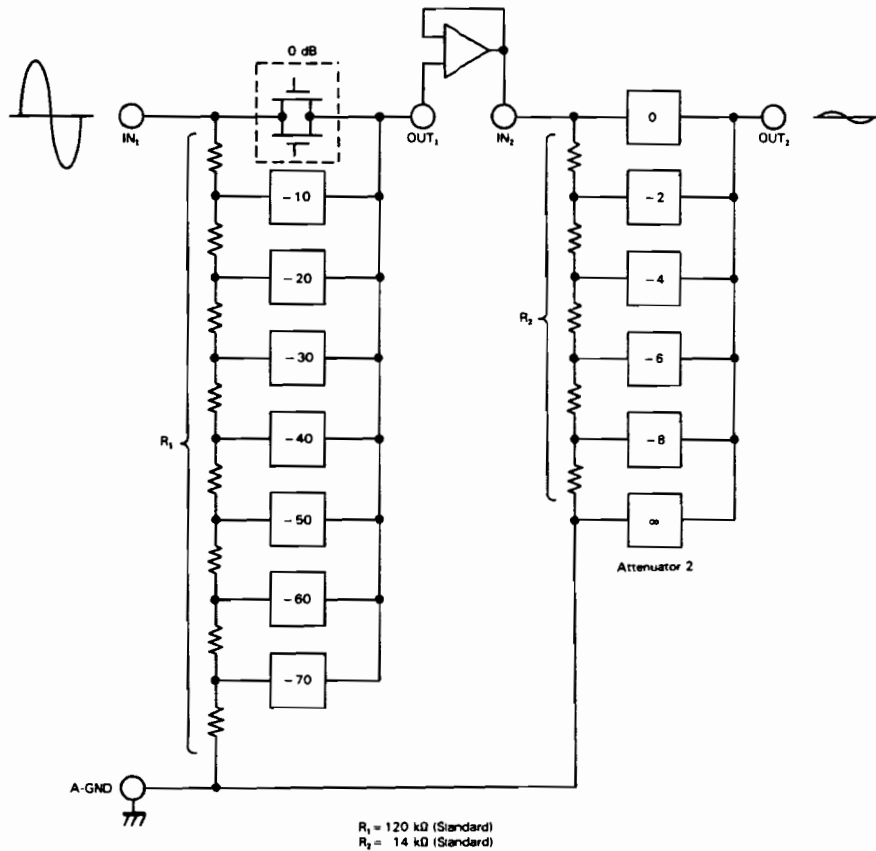 0 dB
IN₁
OUT₁
IN₂
0
OUT₂
-10
-2
-20
-4
R₂
-30
-6
R₁
-40
-8
-50
∞
Attenuator 2
-60
-70
A-GND
R₁ = 120 kΩ (Standard)
R₂ = 14 kΩ (Standard)